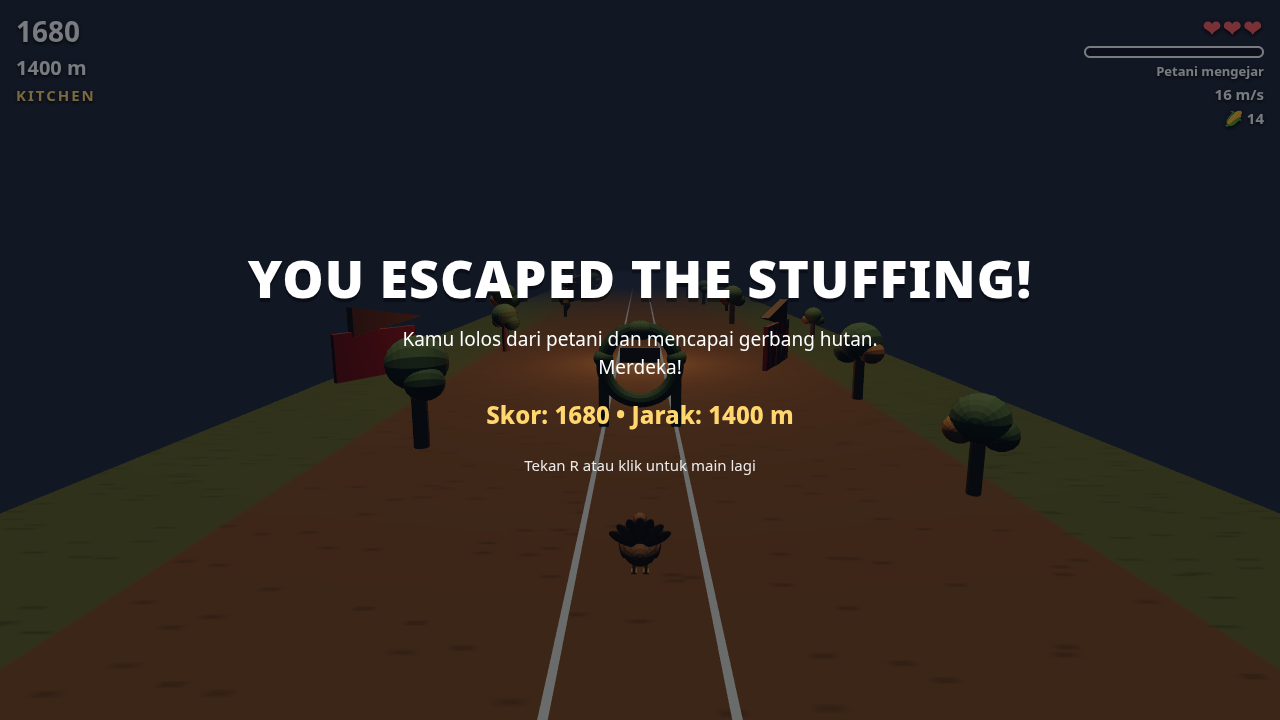 1680
1400 m
KITCHEN
Petani mengejar
16 m/s
14
YOU ESCAPED THE STUFFING!
Kamu lolos dari petani dan mencapai gerbang hutan.
Merdeka!
Skor: 1680 • Jarak: 1400 m
Tekan R atau klik untuk main lagi